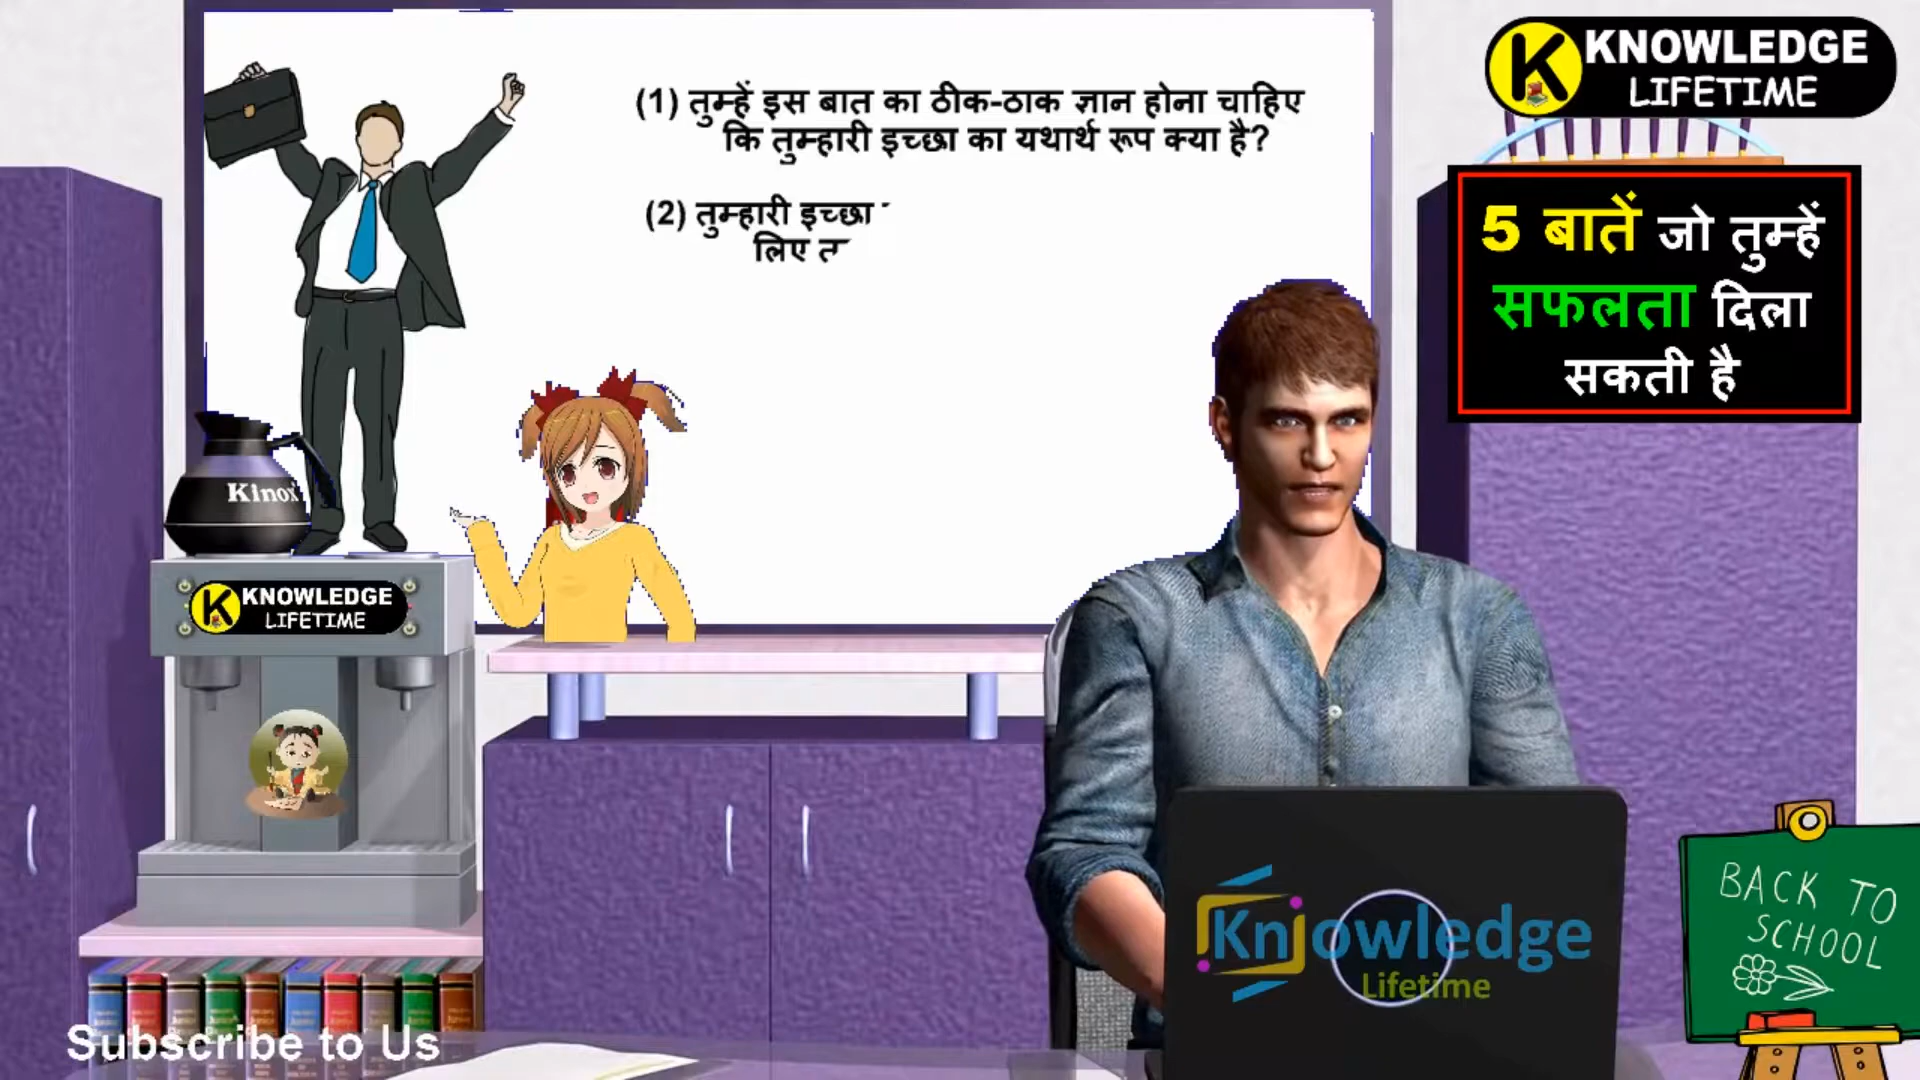 (1) तुम्हें इस बात का ठीक-ठाक ज्ञान होना चाहिए
कि तुम्हारी इच्छा का यथार्थ रूप क्या है?
(2) तुम्हारी इच्छा
लिए
KNOWLEDGE
LIFETIME
5 बातें जो तुम्हें
सफलता दिला
सकती है
Kinox
KNOWLEDGE
LIFETIME
Knowledge
Lifetime
BACK TO
SCHOOL
Subscribe to Us